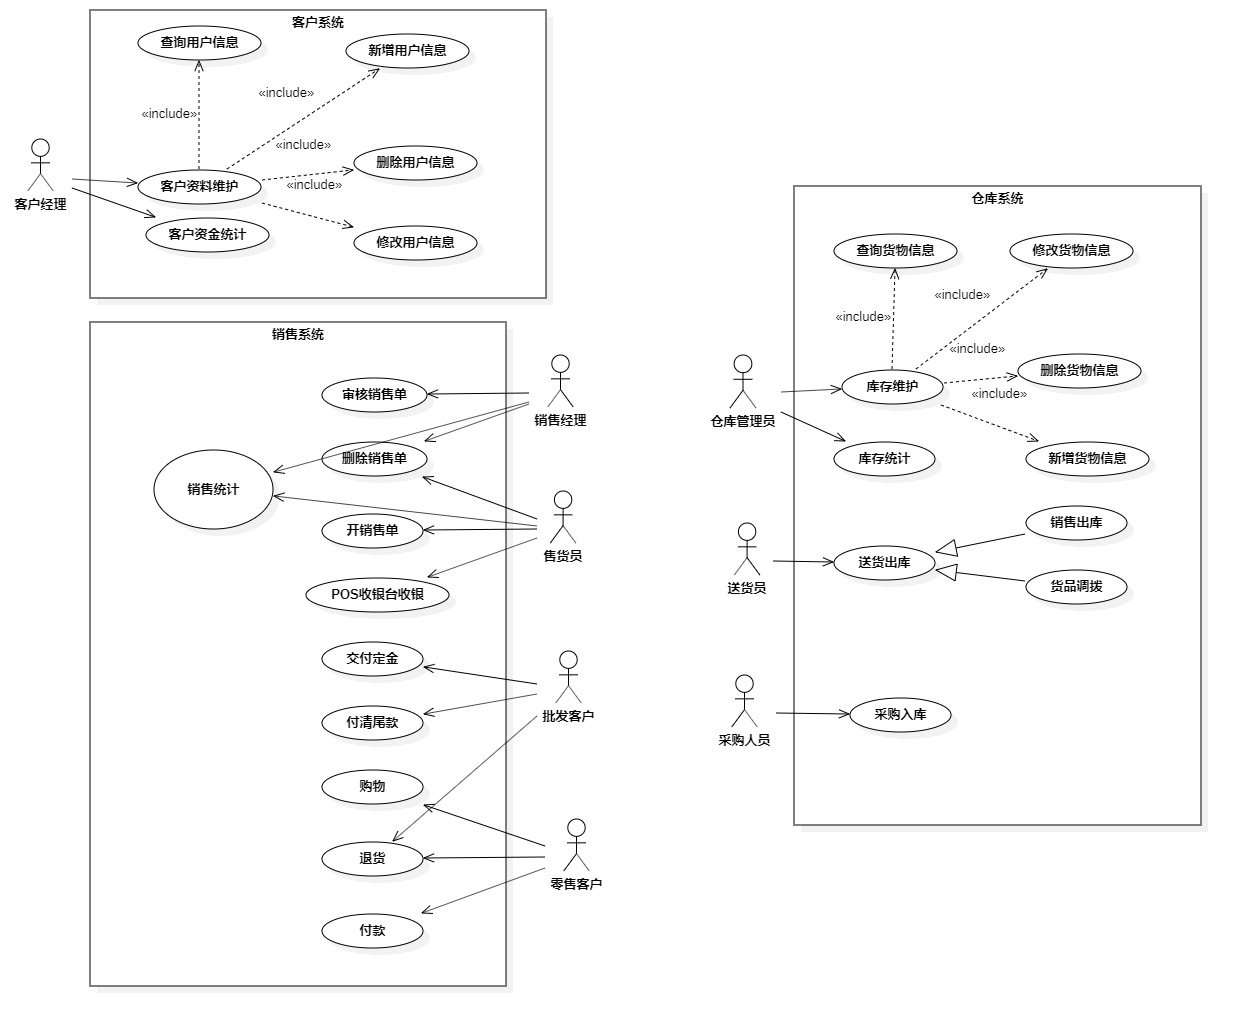 客户系统
查询用户信息
新增用户信息
«include»
«include»
«include»
删除用户信息
«include»
客户资料维护
客户经理
客户资金统计
修改用户信息
销售系统
审核销售单
销售经理
删除销售单
销售统计
开销售单
售货员
POS收银台收银
交付定金
批发客户
付清尾款
购物
退货
零售客户
付款
仓库系统
查询货物信息
修改货物信息
«include»
«include»
«include»
删除货物信息
库存维护
«include»
仓库管理员
库存统计
新增货物信息
销售出库
送货出库
送货员
货品调拨
采购入库
采购人员